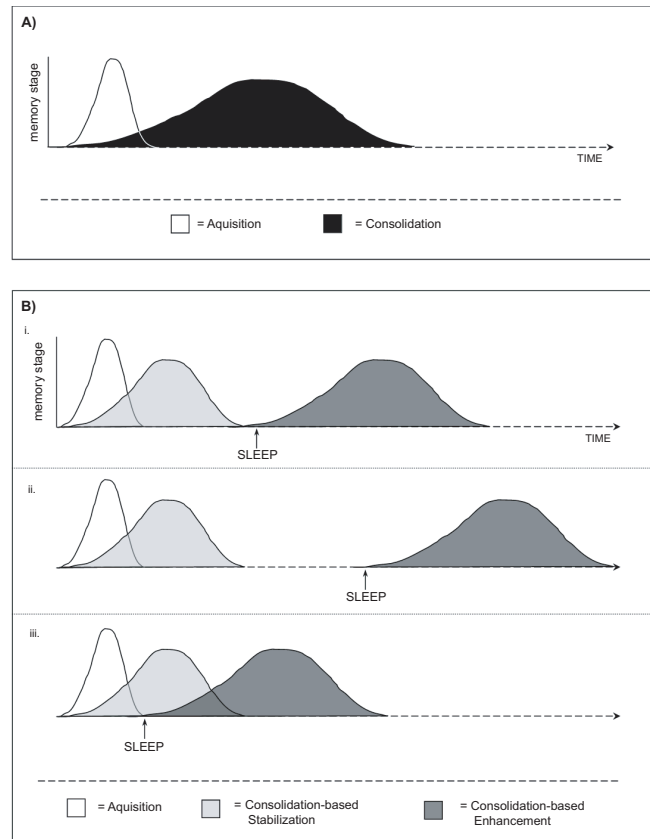 A)
memory stage
TIME
= Aquisition
= Consolidation
B)
i.
memory stage
TIME
SLEEP
ii.
SLEEP
iii.
SLEEP
= Aquisition
= Consolidation-based
Stabilization
= Consolidation-based
Enhancement